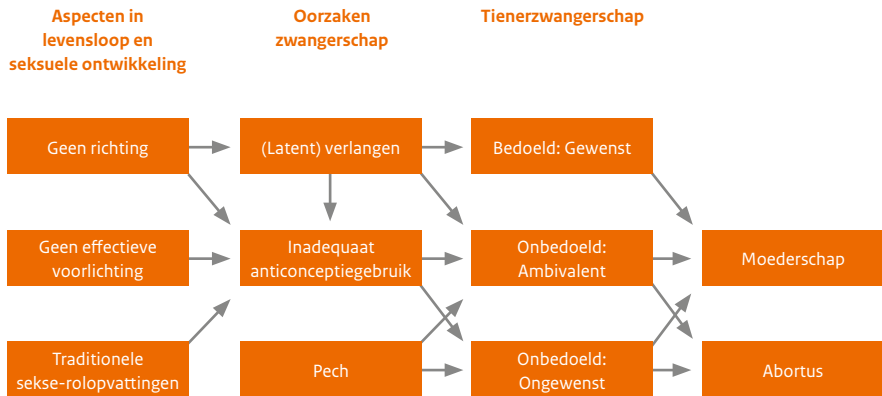 Aspecten in
levensloop en
seksuele ontwikkeling
Oorzaken
zwangerschap
Tienerzwangerschap
Geen richting
(Latent) verlangen
Bedoeld: Gewenst
Geen effectieve
voorlichting
Inadequaat
anticonceptiegebruik
Onbedoeld:
Ambivalent
Moederschap
Traditionele
sekse-rolopvattingen
Pech
Onbedoeld:
Ongewenst
Abortus